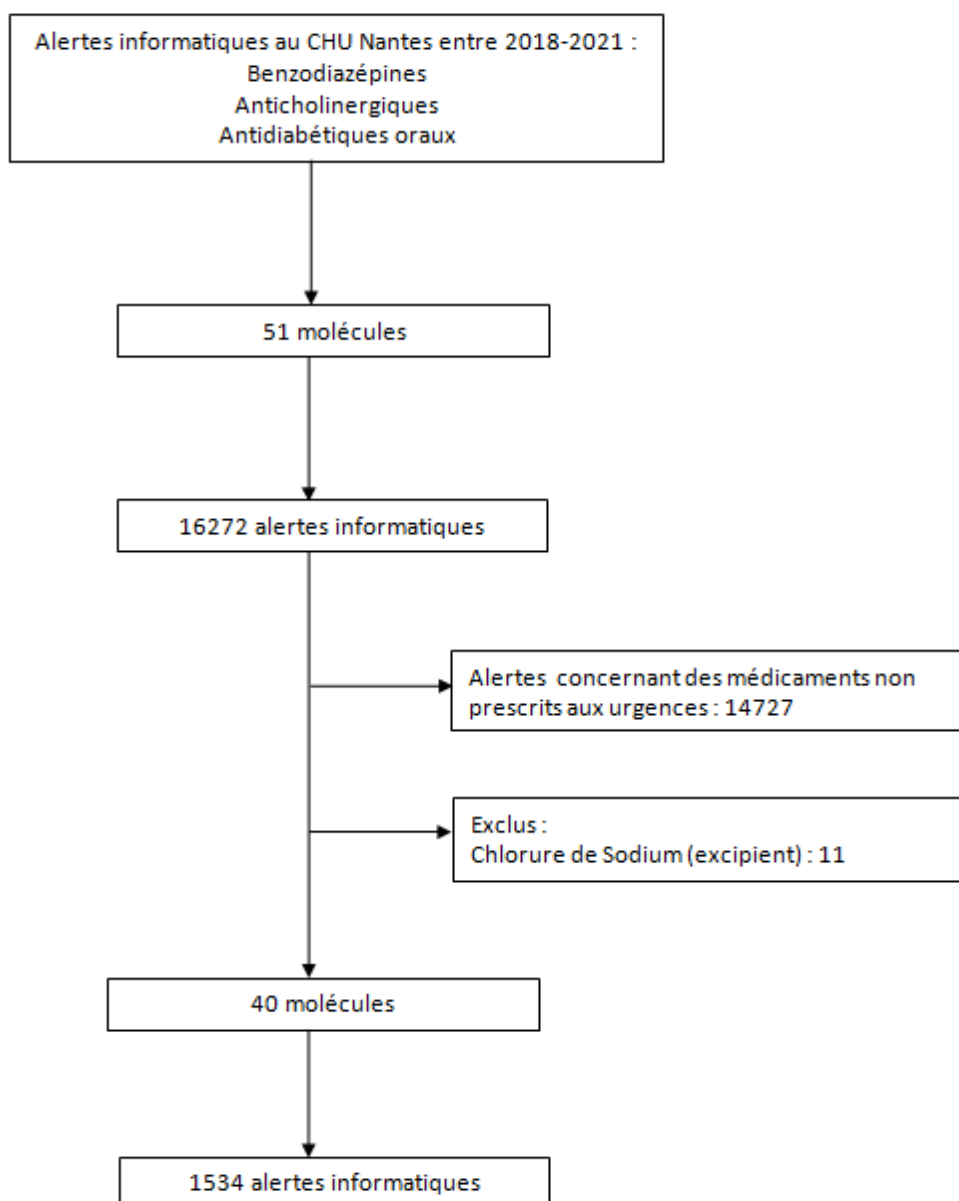 Alertes informatiques au CHU Nantes entre 2018-2021 :
Benzodiazépines
Anticholinergiques
Antidiabétiques oraux
51 molécules
16272 alertes informatiques
Alertes concernant des médicaments non
prescrits aux urgences : 14727
Exclus :
Chlorure de Sodium (excipient) : 11
40 molécules
1534 alertes informatiques